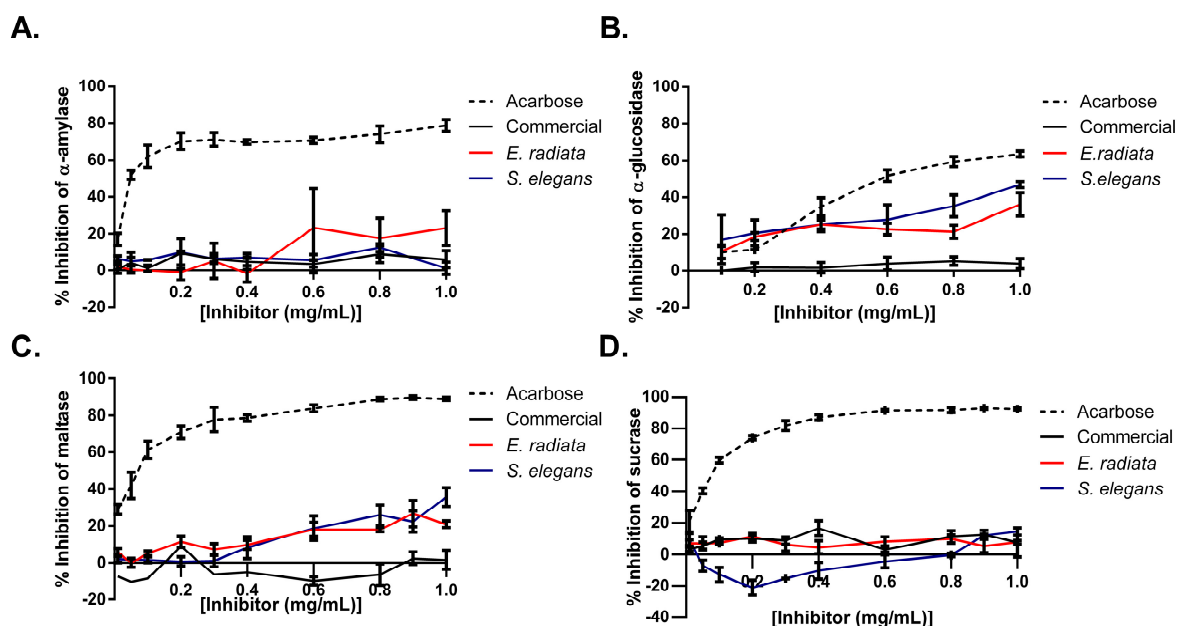 A.
% Inhibition of α-amylase
100
80
60
40
20
0
-20
0.2
0.4
0.6
0.8
1.0
[Inhibitor (mg/mL)]
Acarbose
Commercial
E. radiata
S. elegans
B.
% Inhibition of α-glucosidase
100
80
60
40
20
0
-20
0.2
0.4
0.6
0.8
1.0
[Inhibitor (mg/mL)]
Acarbose
Commercial
E.radiata
S.elegans
C.
% Inhibition of maltase
100
80
60
40
20
0
-20
0.2
0.4
0.6
0.8
1.0
[Inhibitor (mg/mL)]
Acarbose
Commercial
E. radiata
S. elegans
D.
% Inhibition of sucrase
100
80
60
40
20
0
-20
-40
0.2
0.4
0.6
0.8
1.0
[Inhibitor (mg/mL)]
Acarbose
Commercial
E. radiata
S. elegans